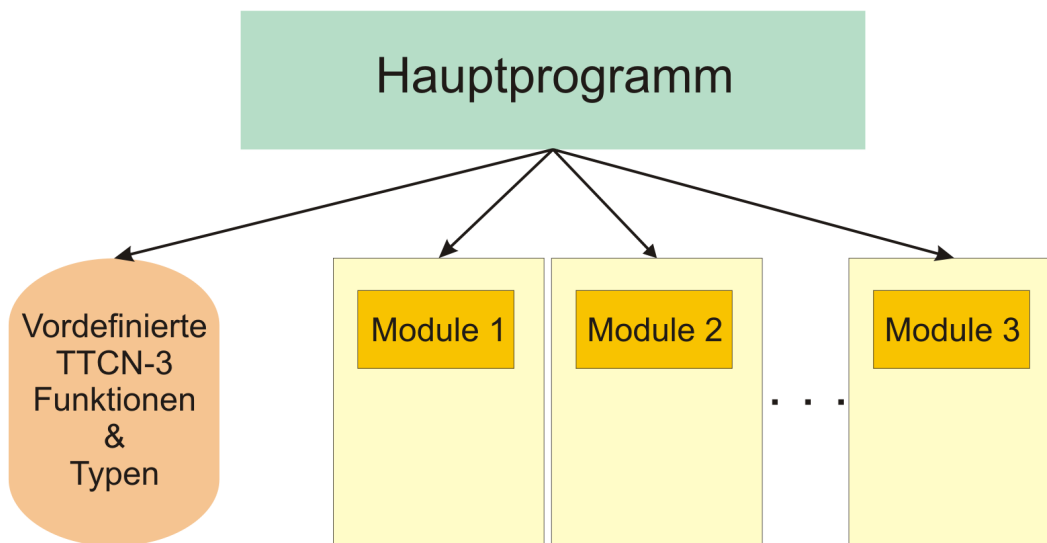 Hauptprogramm
Vordefinierte
TTCN-3
Funktionen
&
Typen
Module 1
Module 2
. . .
Module 3